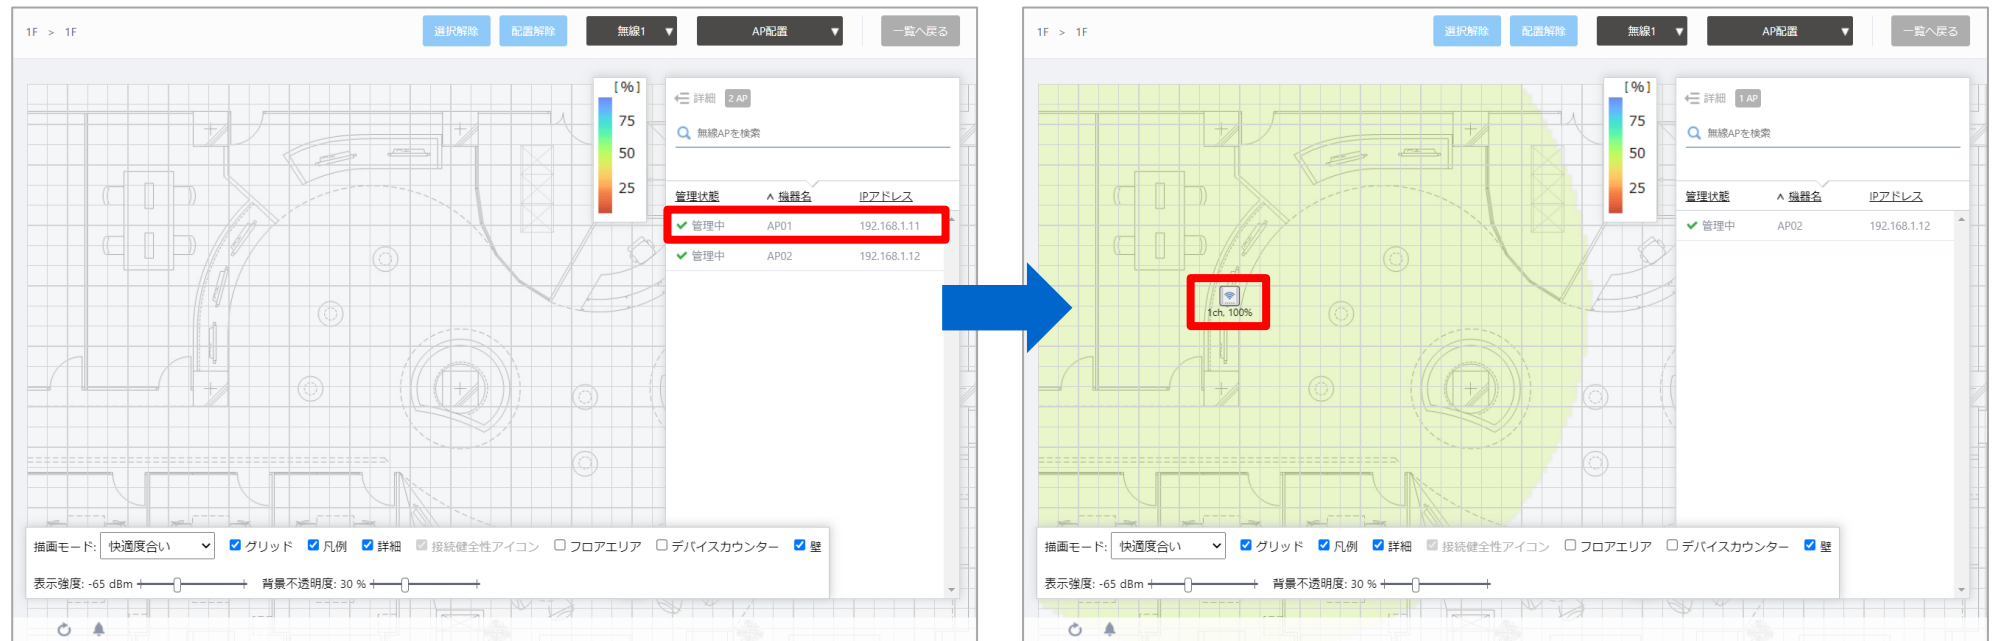 1F > 1F
選択解除 配置解除 無線1 ▼ AP配置 ▼ 一覧へ戻る
[%]
75
50
25
詳細 2 AP
無線APを検索
管理状態 ∧ 機器名 IPアドレス
管理中 AP01 192.168.1.11
管理中 AP02 192.168.1.12
描画モード: 快適度合い グリッド 凡例 詳細 接続健全性アイコン フロアエリア デバイスカウンター 壁
表示強度: -65 dBm 背景不透明度: 30 %
1F > 1F
選択解除 配置解除 無線1 ▼ AP配置 ▼ 一覧へ戻る
[%]
75
50
25
詳細 1 AP
無線APを検索
管理状態 ∧ 機器名 IPアドレス
管理中 AP02 192.168.1.12
1ch, 100%
描画モード: 快適度合い グリッド 凡例 詳細 接続健全性アイコン フロアエリア デバイスカウンター 壁
表示強度: -65 dBm 背景不透明度: 30 %